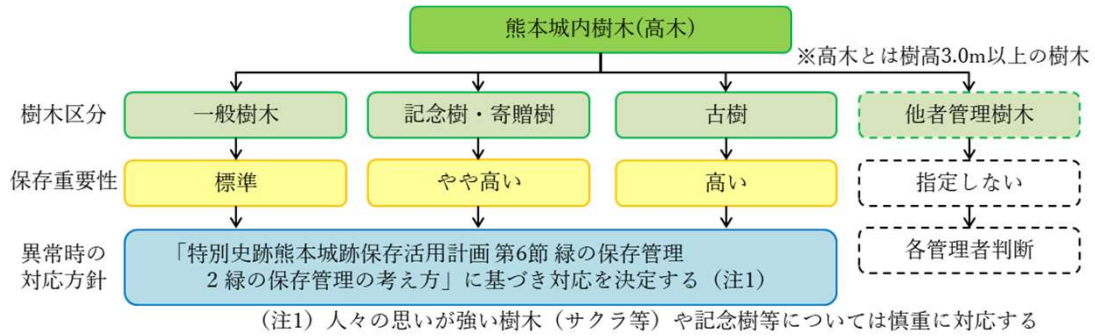 熊本城内樹木(高木)
※高木とは樹高3.0m以上の樹木
樹木区分
一般樹木
記念樹・寄贈樹
古樹
他者管理樹木
保存重要性
標準
やや高い
高い
指定しない
異常時の
対応方針
「特別史跡熊本城跡保存活用計画 第6節 緑の保存管理
2 緑の保存管理の考え方」に基づき対応を決定する（注1）
各管理者判断
（注1）人々の思いが強い樹木（サクラ等）や記念樹等については慎重に対応する